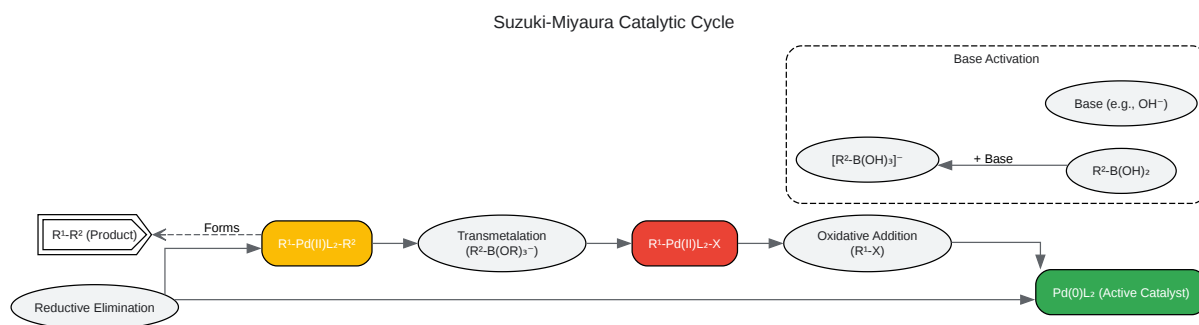 Suzuki-Miyaura Catalytic Cycle
Base Activation
Base (e.g., OH⁻)
[R²-B(OH)₃]⁻
+ Base
R²-B(OH)₂
R¹-R² (Product)
Forms
R¹-Pd(II)L₂-R²
Transmetalation
(R²-B(OR)₃⁻)
R¹-Pd(II)L₂-X
Oxidative Addition
(R¹-X)
Pd(0)L₂ (Active Catalyst)
Reductive Elimination